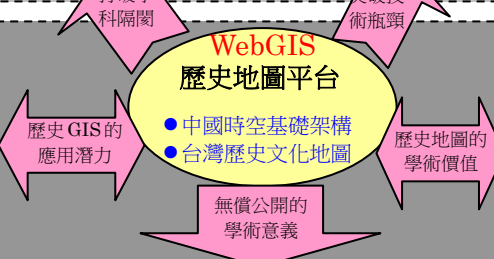 科隔閡
術瓶頸
WebGIS
歷史地圖平台
●中國時空基礎架構
●台灣歷史文化地圖
歷史GIS的
應用潛力
歷史地圖的
學術價值
無償公開的
學術意義